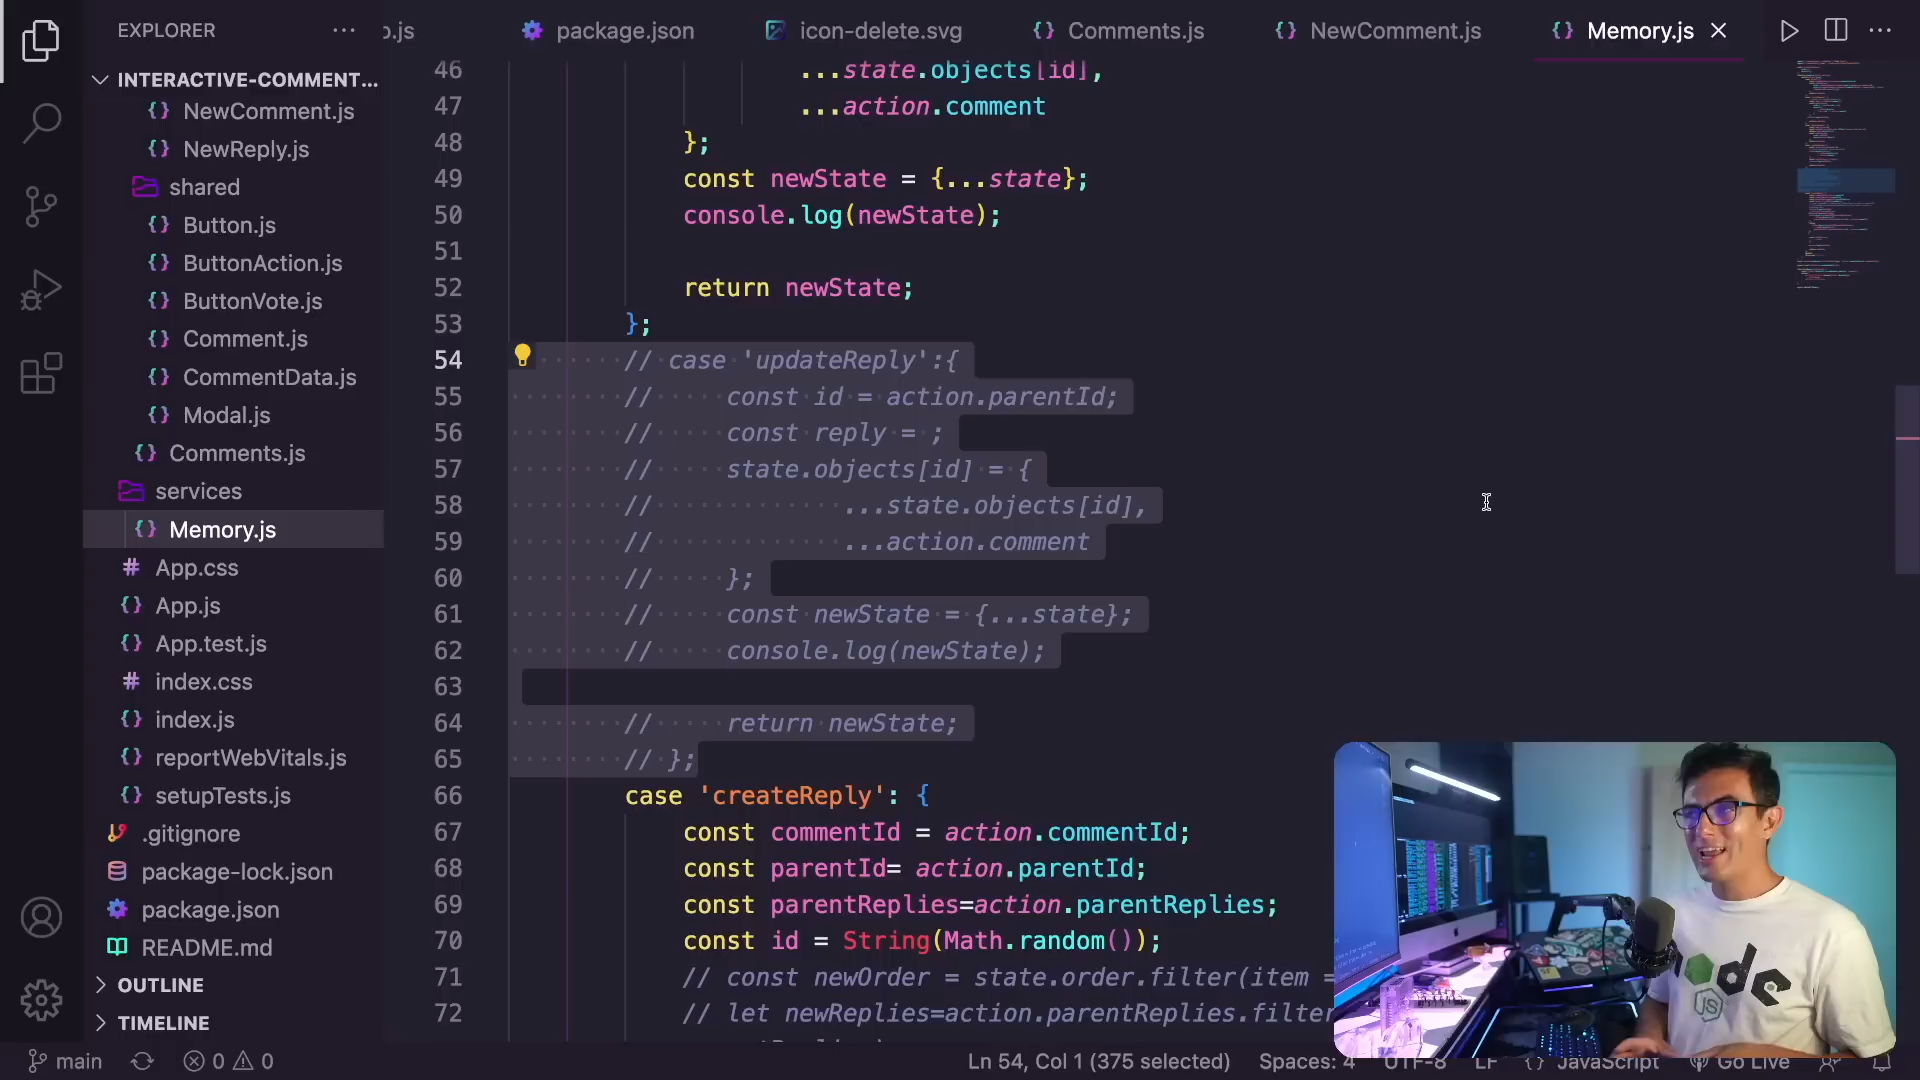 EXPLORER
INTERACTIVE-COMMENT...
NewComment.js
NewReply.js
shared
Button.js
ButtonAction.js
ButtonVote.js
Comment.js
CommentData.js
Modal.js
Comments.js
services
Memory.js
App.css
App.js
App.test.js
index.css
index.js
reportWebVitals.js
setupTests.js
.gitignore
package-lock.json
package.json
README.md
OUTLINE
TIMELINE
.js package.json icon-delete.svg Comments.js NewComment.js Memory.js
46 ...state.objects[id],
47 ...action.comment
48 };
49 const newState = {...state};
50 console.log(newState);
51
52 return newState;
53 };
54 // case 'updateReply':{
55 // const id = action.parentId;
56 // const reply = ;
57 // state.objects[id] = {
58 // ...state.objects[id],
59 // ...action.comment
60 // };
61 // const newState = {...state};
62 // console.log(newState);
63
64 // return newState;
65 // };
66 case 'createReply': {
67 const commentId = action.commentId;
68 const parentId= action.parentId;
69 const parentReplies=action.parentReplies;
70 const id = String(Math.random());
71 // const newOrder = state.order.filter(item =
72 // let newReplies=action.parentReplies.filter
node
JS
main 0 0 Ln 54, Col 1 (375 selected) Spaces: 4 UTF-8 LF {} JavaScript Go Live